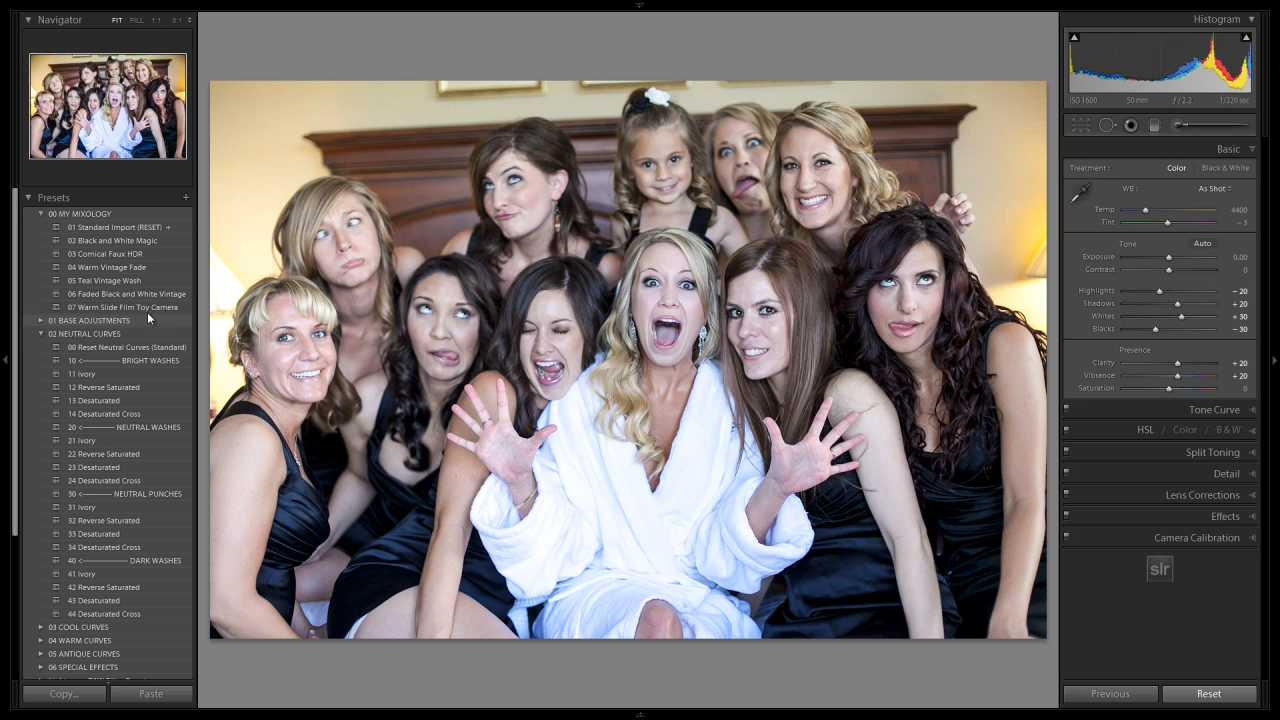 Navigator
FIT FILL 1:1 3:1
Presets +
00 MY MIXOLOGY
01 Standard Import (RESET) +
02 Black and White Magic
03 Comical Faux HDR
04 Warm Vintage Fade
05 Teal Vintage Wash
06 Faded Black and White Vintage
07 Warm Slide Film Toy Camera
01 BASE ADJUSTMENTS
02 NEUTRAL CURVES
00 Reset Neutral Curves (Standard)
10 <-------------- BRIGHT WASHES
11 Ivory
12 Reverse Saturated
13 Desaturated
14 Desaturated Cross
20 <------------- NEUTRAL WASHES
21 Ivory
22 Reverse Saturated
23 Desaturated
24 Desaturated Cross
30 <------------ NEUTRAL PUNCHES
31 Ivory
32 Reverse Saturated
33 Desaturated
34 Desaturated Cross
40 <---------------- DARK WASHES
41 Ivory
42 Reverse Saturated
43 Desaturated
44 Desaturated Cross
03 COOL CURVES
04 WARM CURVES
05 ANTIQUE CURVES
06 SPECIAL EFFECTS
Copy... Paste
Histogram
ISO 1600 50 mm ƒ / 2,2 1/320 sec
Basic
Treatment : Color Black & White
WB : As Shot
Temp 4400
Tint − 3
Tone Auto
Exposure 0.00
Contrast 0
Highlights − 20
Shadows + 20
Whites + 30
Blacks − 30
Presence
Clarity + 20
Vibrance + 20
Saturation 0
Tone Curve
HSL / Color / B & W
Split Toning
Detail
Lens Corrections
Effects
Camera Calibration
slr
Previous Reset